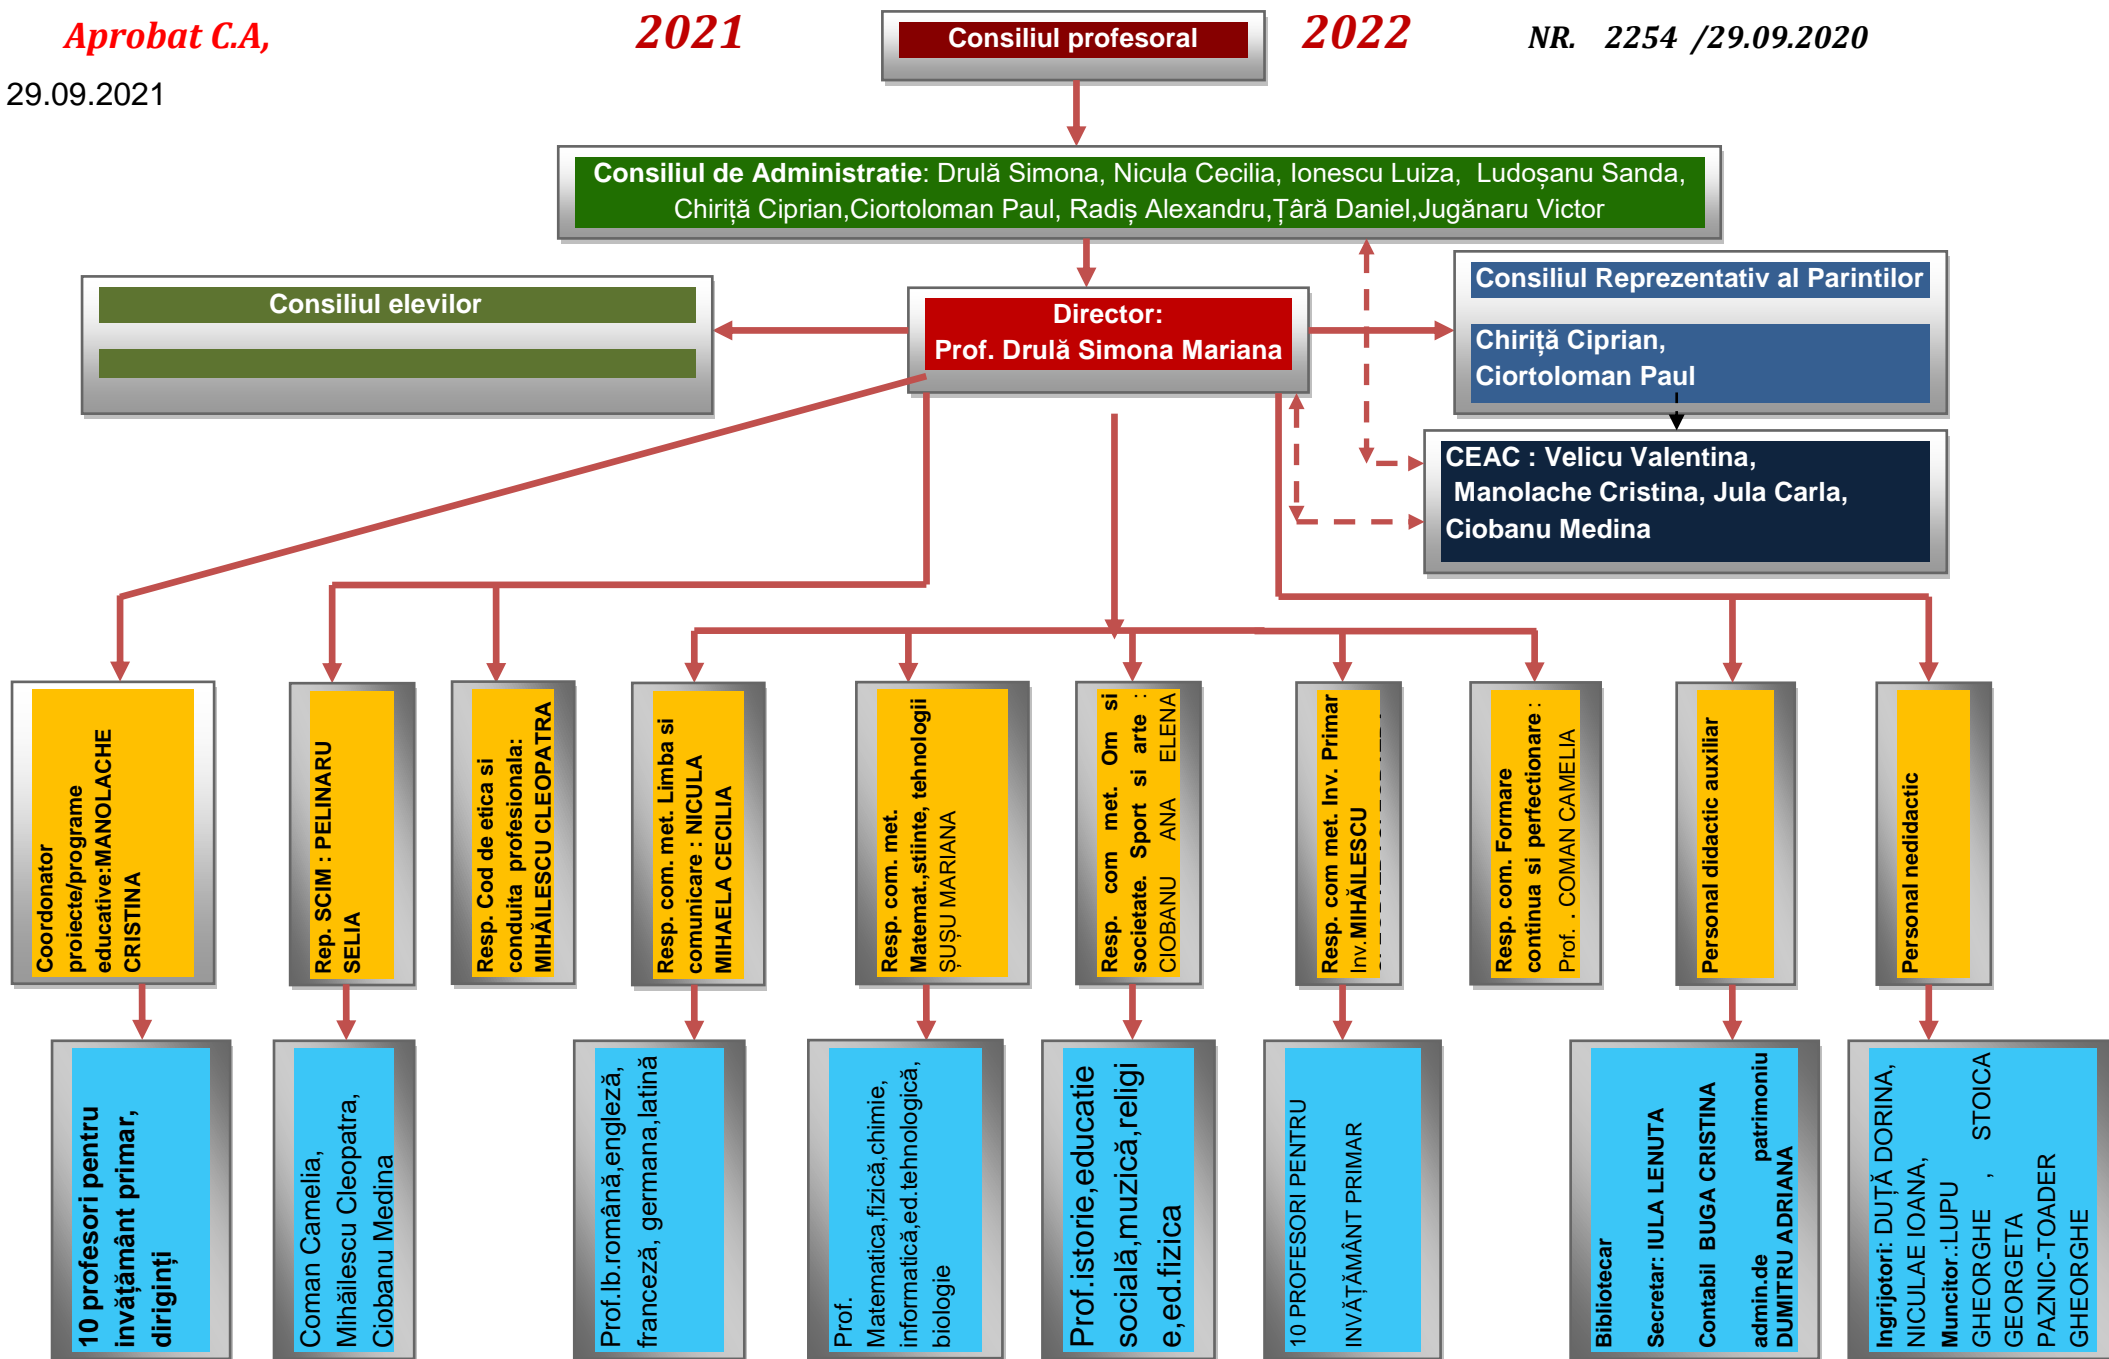 Aprobat C.A,
2021
Consiliul profesoral
2022
NR. 2254 /29.09.2020
29.09.2021
Consiliul de Administratie: Drulă Simona, Nicula Cecilia, Ionescu Luiza, Ludoșanu Sanda,
Chiriță Ciprian,Ciortoloman Paul, Radiș Alexandru,Țâră Daniel,Jugănaru Victor
Consiliul elevilor
Director:
Prof. Drulă Simona Mariana
Consiliul Reprezentativ al Parintilor
Chiriță Ciprian,
Ciortoloman Paul
CEAC : Velicu Valentina,
Manolache Cristina, Jula Carla,
Ciobanu Medina
Coordonator
proiecte/programe
educative:MANOLACHE
CRISTINA
Rep. SCIM : PELINARU
SELIA
Resp. Cod de etica si
conduita profesionala:
MIHĂILESCU CLEOPATRA
Resp. com. met. Limba si
comunicare : NICULA
MIHAELA CECILIA
Resp. com. met.
Matemat.,stiinte, tehnologii
ȘUȘU MARIANA
Resp. com met. Om si
societate. Sport si arte :
CIOBANU ANA ELENA
Resp. com met. Inv. Primar
Inv.MIHĂILESCU
Resp. com. Formare
continua si perfectionare :
Prof. . COMAN CAMELIA
Personal didactic auxiliar
Personal nedidactic
10 profesori pentru
invățământ primar,
diriginți
Coman Camelia,
Mihăilescu Cleopatra,
Ciobanu Medina
Prof.lb.română,engleză,
franceză, germana,latină
Prof.
Matematica,fizică,chimie,
informatică,ed.tehnologică,
biologie
Prof.istorie,educatie
socială,muzică,religi
e,ed.fizica
10 PROFESORI PENTRU
INVĂȚĂMÂNT PRIMAR
Bibliotecar
Secretar: IULA LENUTA
Contabil BUGA CRISTINA
admin.de patrimoniu
DUMITRU ADRIANA
Ingrijotori: DUȚĂ DORINA,
NICULAE IOANA,
Muncitor.:LUPU
GHEORGHE , STOICA
GEORGETA
PAZNIC-TOADER
GHEORGHE